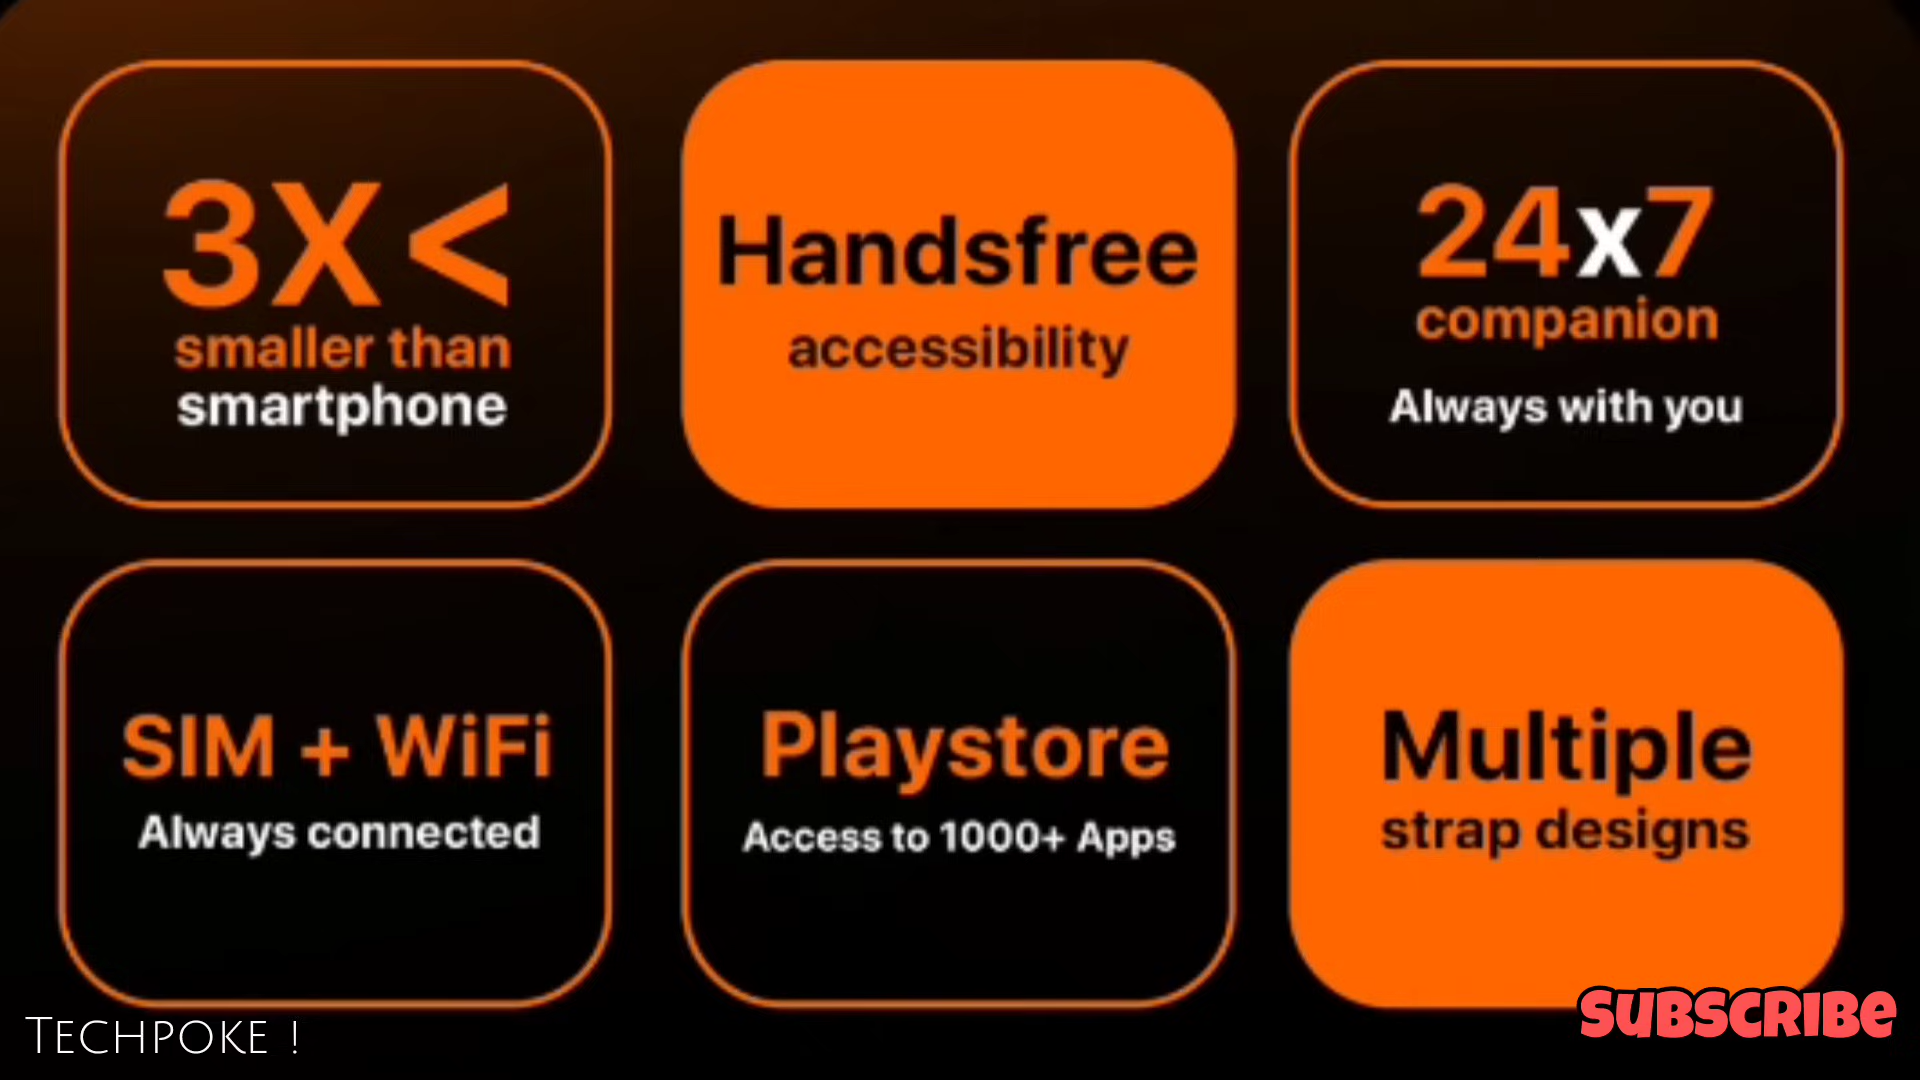 3X<
smaller than
smartphone
Handsfree
accessibility
24x7
companion
Always with you
SIM + WiFi
Always connected
Playstore
Access to 1000+ Apps
Multiple
strap designs
TECHPOKE !
SUBSCRIBE